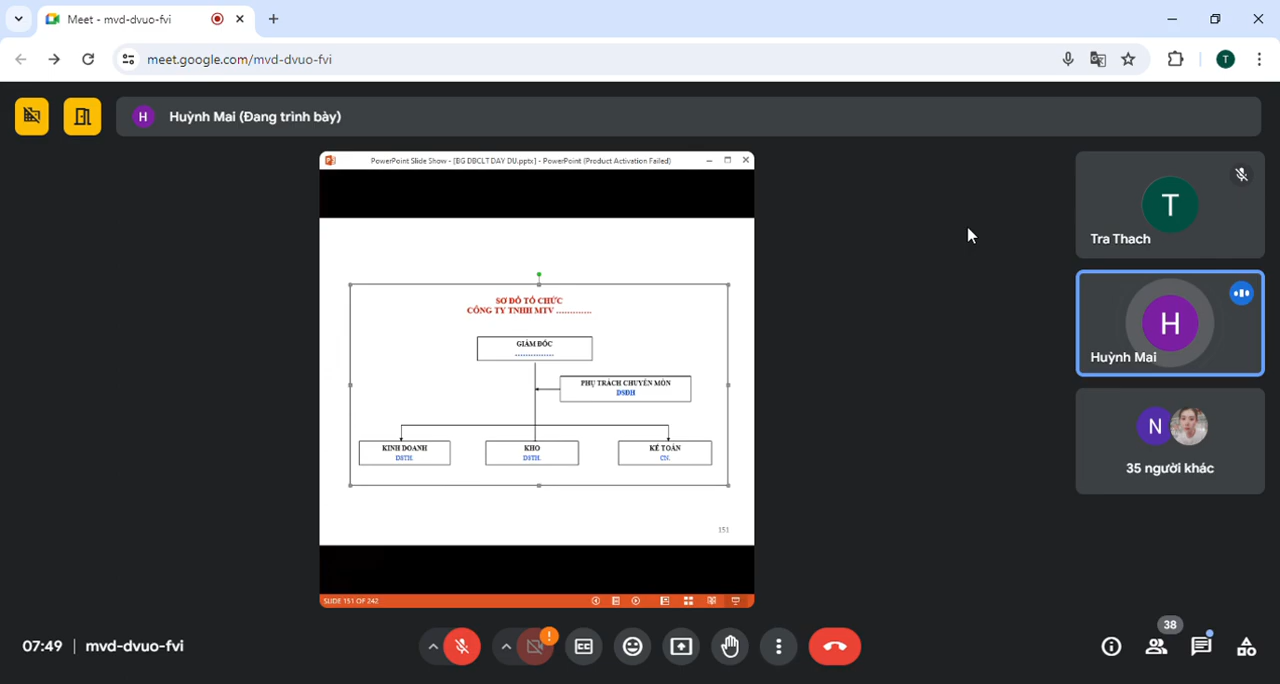 Meet - mvd-dvuo-fvi
meet.google.com/mvd-dvuo-fvi
T
H
Huỳnh Mai (Đang trình bày)
PowerPoint Slide Show - [BG DBCLT DAY DU.pptx] - PowerPoint (Product Activation Failed)
SƠ ĐỒ TỔ CHỨC
CÔNG TY TNHH MTV .............
GIÁM ĐỐC
...............
PHỤ TRÁCH CHUYÊN MÔN
DSĐH
KINH DOANH
DSTH.
KHO
DSTH.
KẾ TOÁN
CN.
151
SLIDE 151 OF 242
T
Tra Thach
H
Huỳnh Mai
N
35 người khác
07:49 | mvd-dvuo-fvi
38